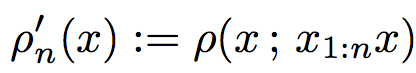 ρ′ₙ(x) := ρ(x ; x₁:ₙx)